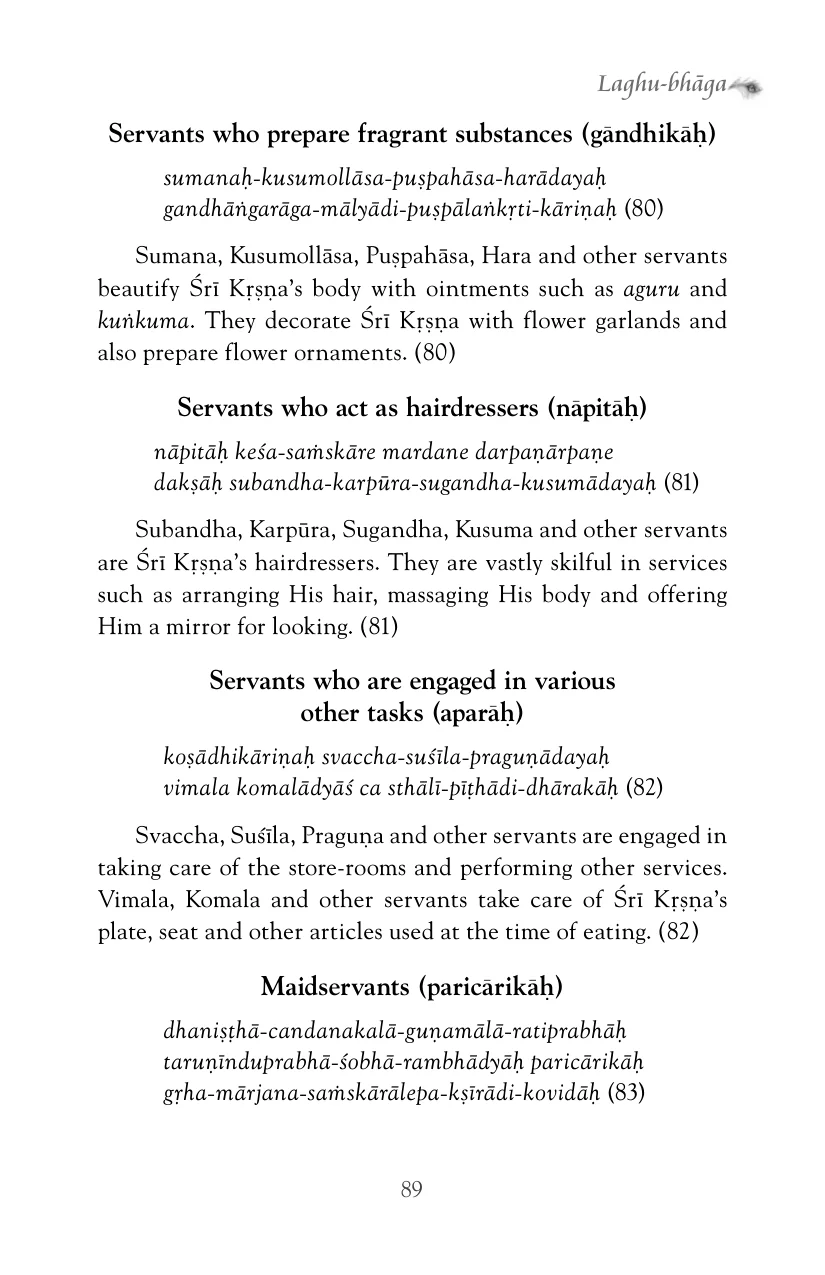 Laghu-bhāga
Servants who prepare fragrant substances (gāndhikāḥ)
sumanaḥ-kusumollāsa-puṣpahāsa-harādayaḥ
gandhāṅgarāga-mālyādi-puṣpālaṅkṛti-kāriṇaḥ (80)
Sumana, Kusumollāsa, Puṣpahāsa, Hara and other servants
beautify Śrī Kṛṣṇa’s body with ointments such as aguru and
kuṅkuma. They decorate Śrī Kṛṣṇa with flower garlands and
also prepare flower ornaments. (80)
Servants who act as hairdressers (nāpitāḥ)
nāpitāḥ keśa-saṁskāre mardane darpaṇārpaṇe
dakṣāḥ subandha-karpūra-sugandha-kusumādayaḥ (81)
Subandha, Karpūra, Sugandha, Kusuma and other servants
are Śrī Kṛṣṇa’s hairdressers. They are vastly skilful in services
such as arranging His hair, massaging His body and offering
Him a mirror for looking. (81)
Servants who are engaged in various
other tasks (aparāḥ)
koṣādhikāriṇaḥ svaccha-suśīla-praguṇādayaḥ
vimala komalādyāś ca sthālī-pīṭhādi-dhārakāḥ (82)
Svaccha, Suśīla, Praguṇa and other servants are engaged in
taking care of the store-rooms and performing other services.
Vimala, Komala and other servants take care of Śrī Kṛṣṇa’s
plate, seat and other articles used at the time of eating. (82)
Maidservants (paricārikāḥ)
dhaniṣṭhā-candanakalā-guṇamālā-ratiprabhāḥ
taruṇīnduprabhā-śobhā-rambhādyāḥ paricārikāḥ
gṛha-mārjana-saṁskārālepa-kṣīrādi-kovidāḥ (83)
89